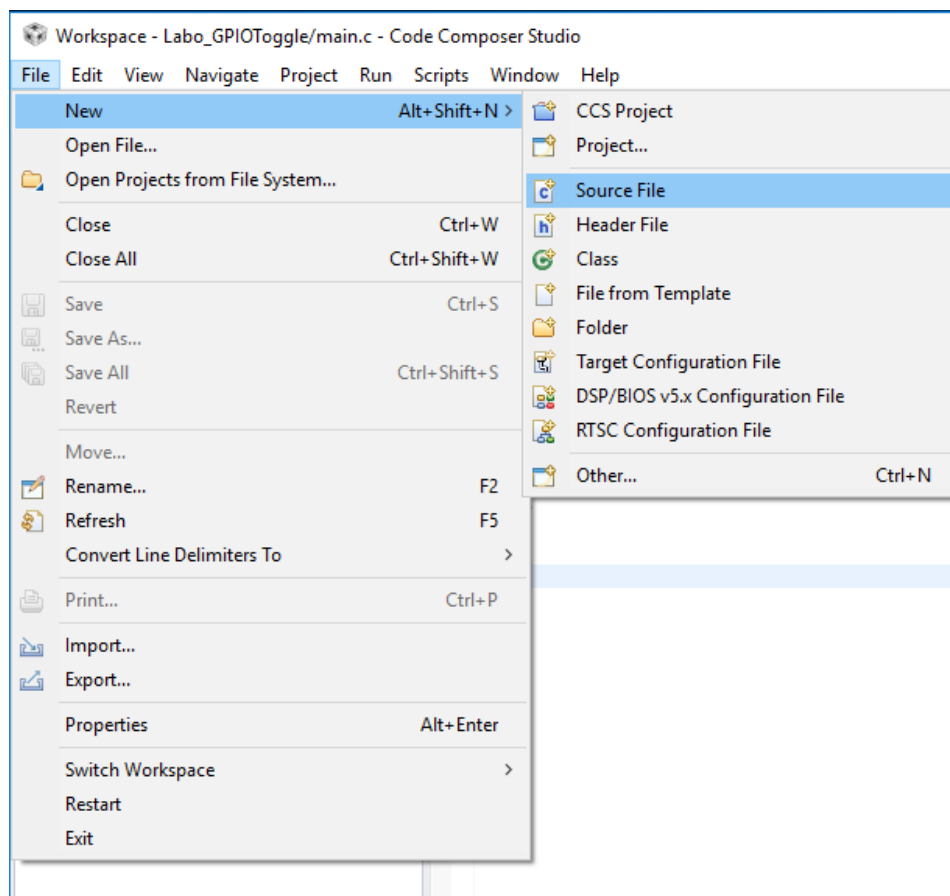 Workspace - Labo_GPIOToggle/main.c - Code Composer Studio
File Edit View Navigate Project Run Scripts Window Help
New Alt+Shift+N >
Open File...
Open Projects from File System...
Close Ctrl+W
Close All Ctrl+Shift+W
Save Ctrl+S
Save As...
Save All Ctrl+Shift+S
Revert
Move...
Rename... F2
Refresh F5
Convert Line Delimiters To >
Print... Ctrl+P
Import...
Export...
Properties Alt+Enter
Switch Workspace >
Restart
Exit
CCS Project
Project...
Source File
Header File
Class
File from Template
Folder
Target Configuration File
DSP/BIOS v5.x Configuration File
RTSC Configuration File
Other... Ctrl+N